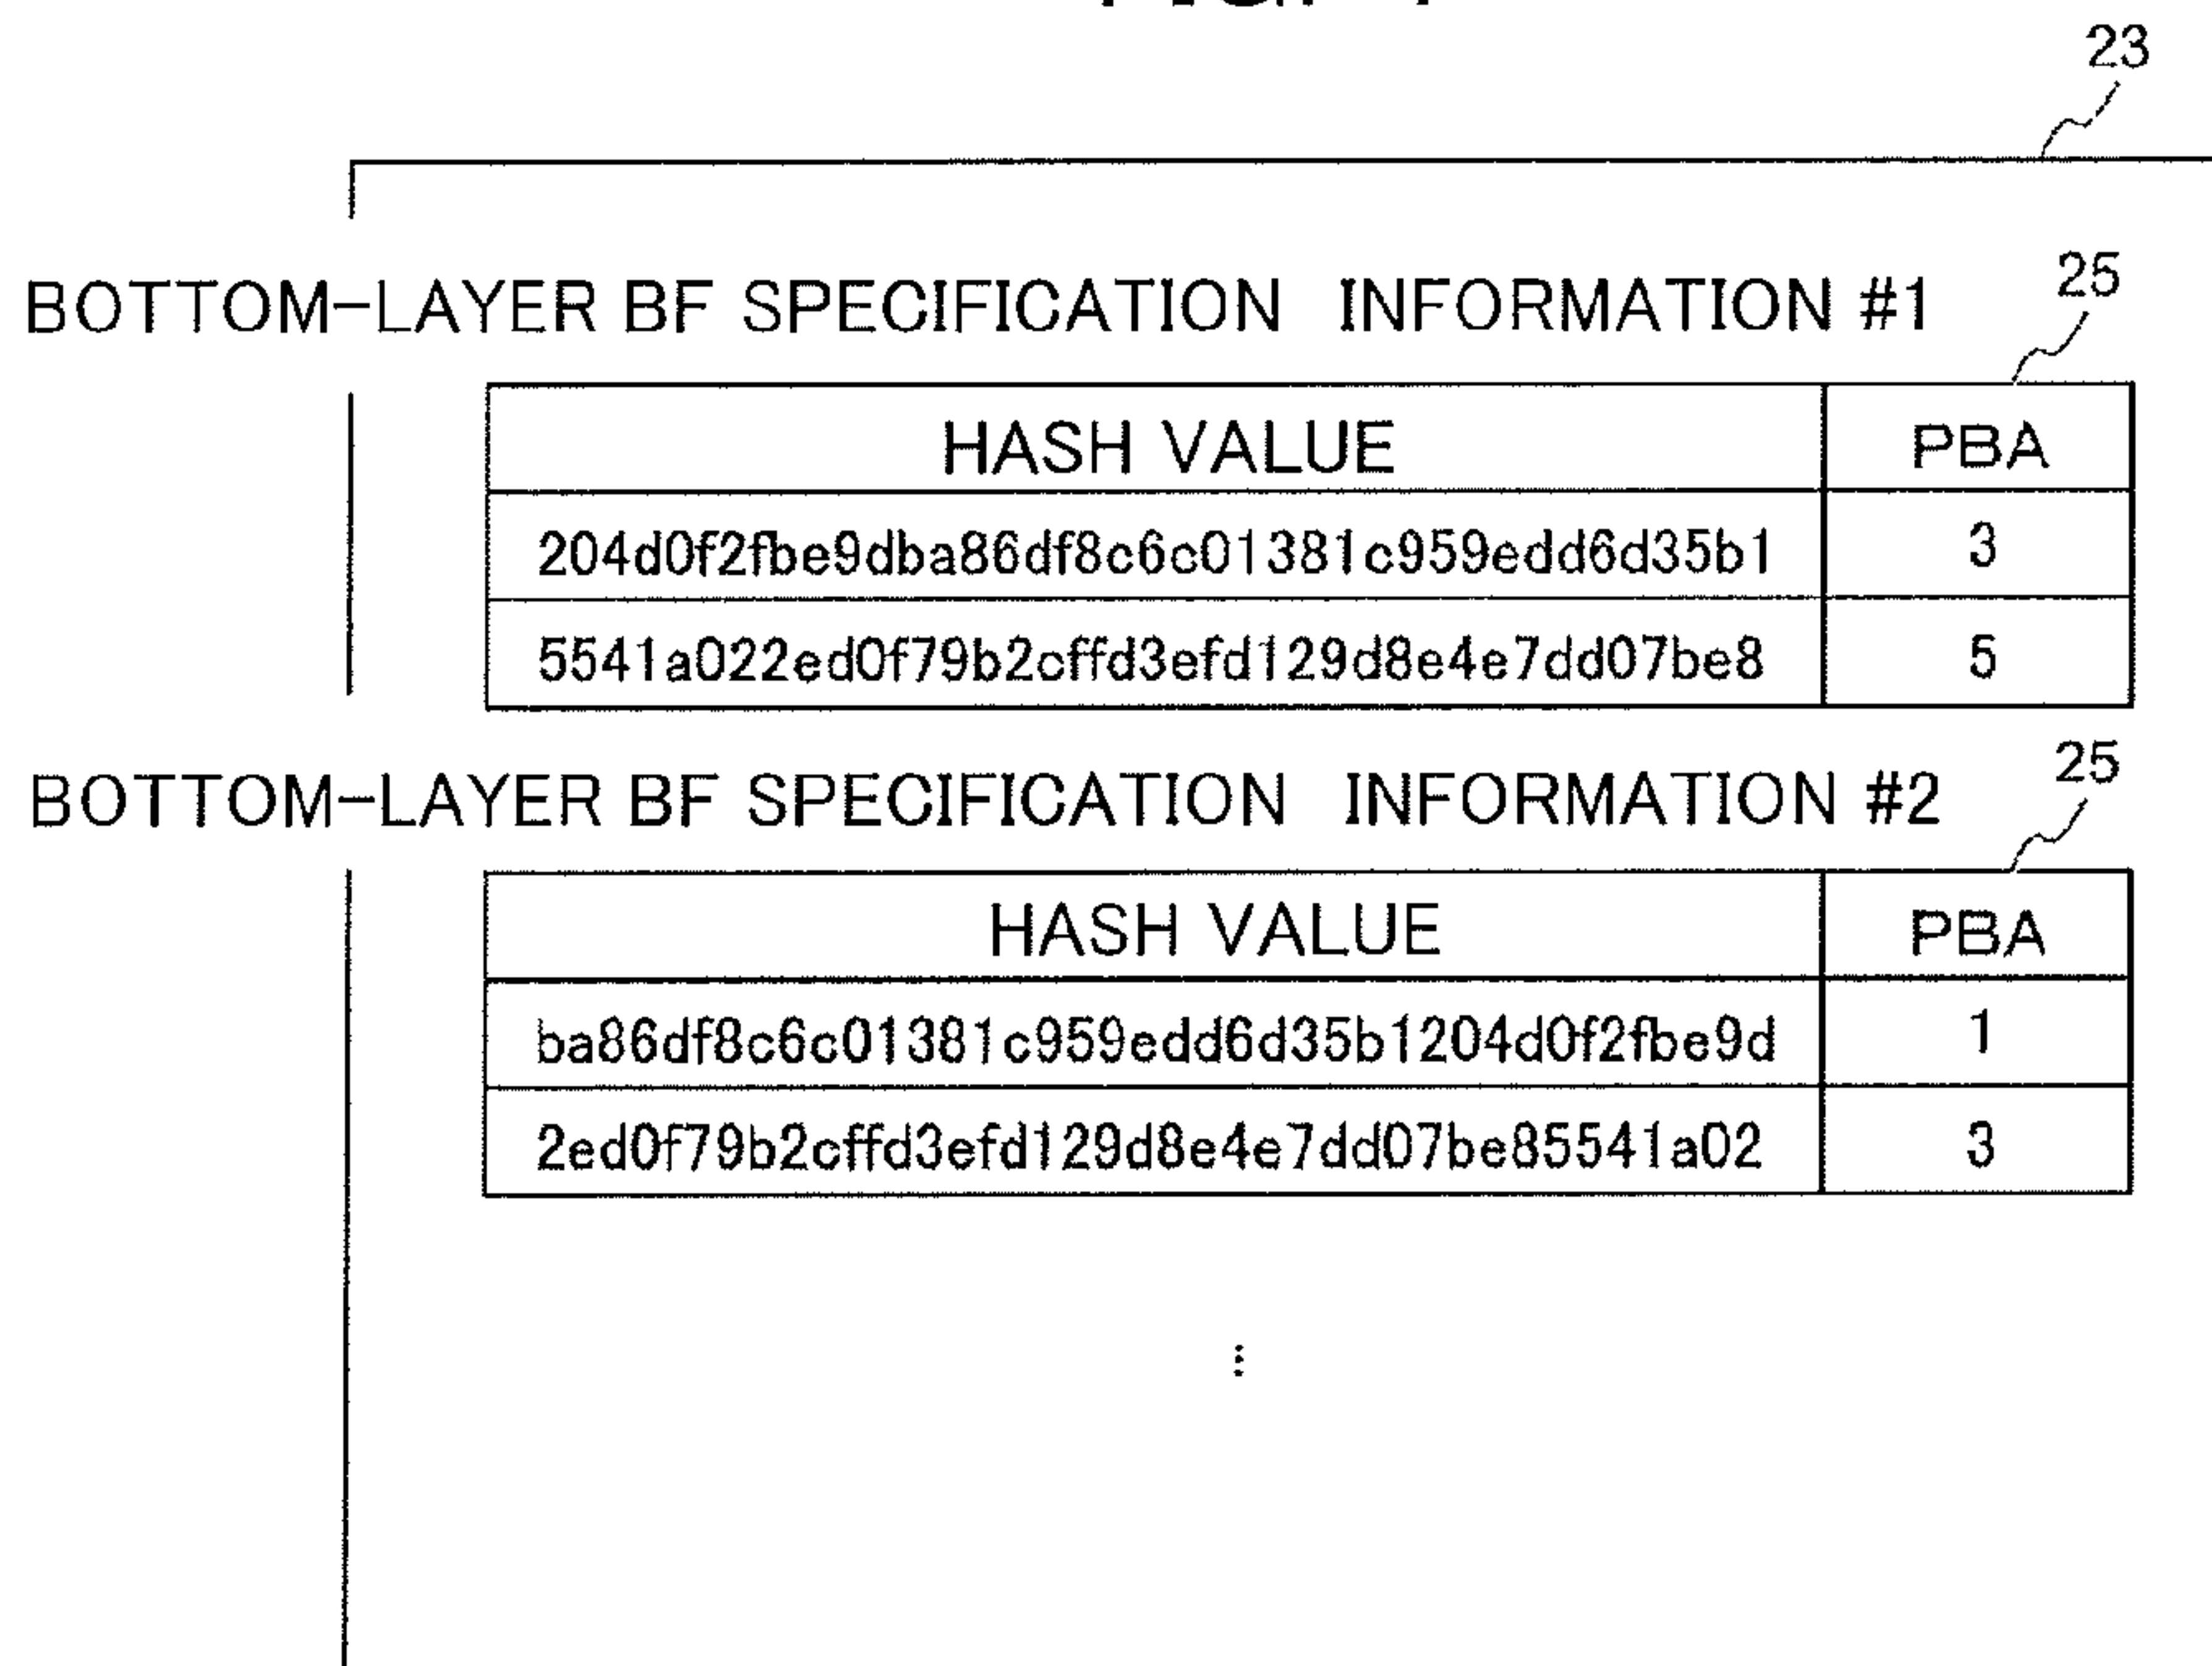 23
BOTTOM-LAYER BF SPECIFICATION INFORMATION #1
25
HASH VALUE PBA
204d0f2fbe9dba86df8c6c01381c959edd6d35b1 3
5541a022ed0f79b2cffd3efd129d8e4e7dd07be8 5
BOTTOM-LAYER BF SPECIFICATION INFORMATION #2
25
HASH VALUE PBA
ba86df8c6c01381c959edd6d35b1204d0f2fbe9d 1
2ed0f79b2cffd3efd129d8e4e7dd07be85541a02 3
⋮